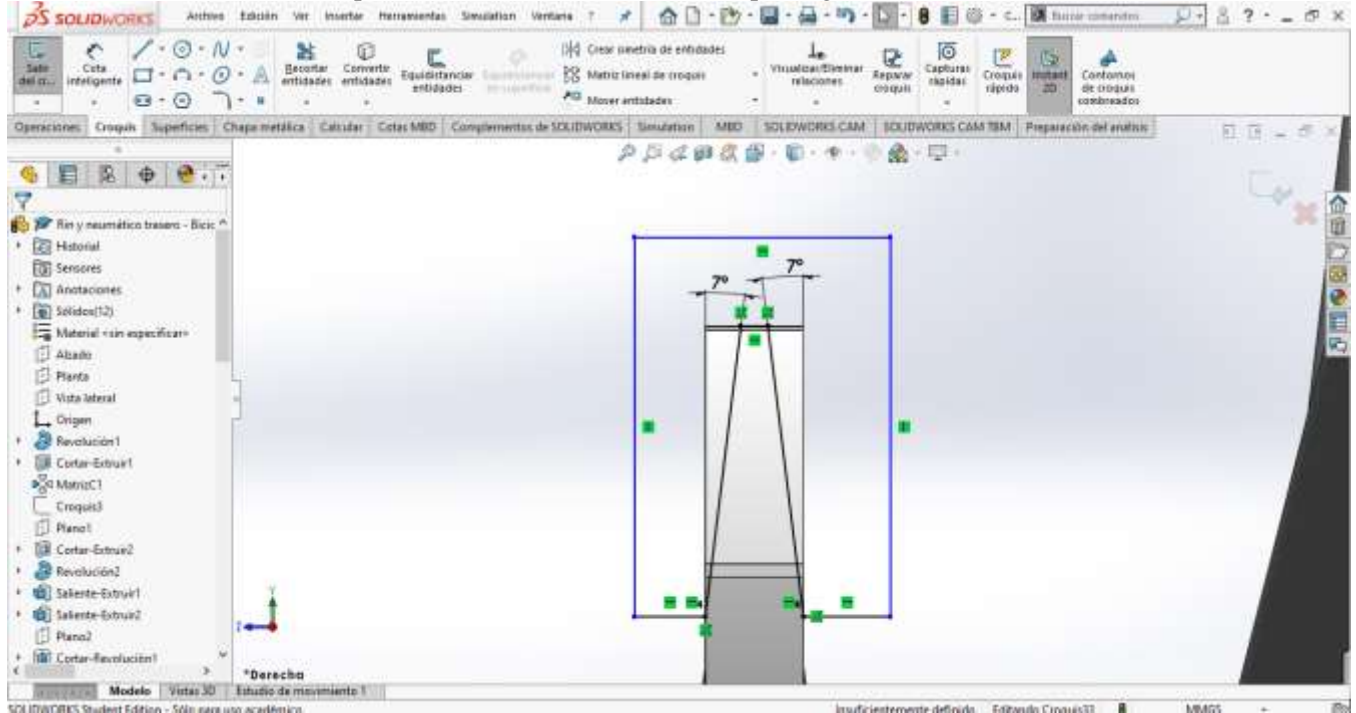 SOLIDWORKS Archivo Edición Ver Insertar Herramientas Simulation Ventana ? Buscar comandos
Salir del cr... Cota inteligente Recortar entidades Convertir entidades Equidistanciar entidades
Crear simetría de entidades
Matriz lineal de croquis
Mover entidades
Visualizar/Eliminar relaciones Reparar croquis Capturas rápidas Croquis rápido Instant 2D Contornos de croquis sombreados
Operaciones Croquis Superficies Chapa metálica Calcular Cotas MBD Complementos de SOLIDWORKS Simulation MBD SOLIDWORKS CAM SOLIDWORKS CAM TBM Preparación del análisis
Rin y neumático trasero - Bicic
Historial
Sensores
Anotaciones
Sólidos(12)
Material <sin especificar>
Alzado
Planta
Vista lateral
Origen
Revolución1
Cortar-Extruir1
MatrizC1
Croquis3
Plano1
Cortar-Extruir2
Revolución2
Saliente-Extruir1
Saliente-Extruir2
Plano2
Cortar-Revolución1
7°
7°
Y
Z
*Derecha
Modelo Vistas 3D Estudio de movimiento 1
SOLIDWORKS Student Edition - Sólo para uso académico. Insuficientemente definido Editando Croquis33 MMGS